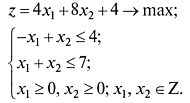 z = 4x₁ + 8x₂ + 4 → max;
{ -x₁ + x₂ ≤ 4;
x₁ + x₂ ≤ 7;
x₁ ≥ 0, x₂ ≥ 0; x₁, x₂ ∈ Z.